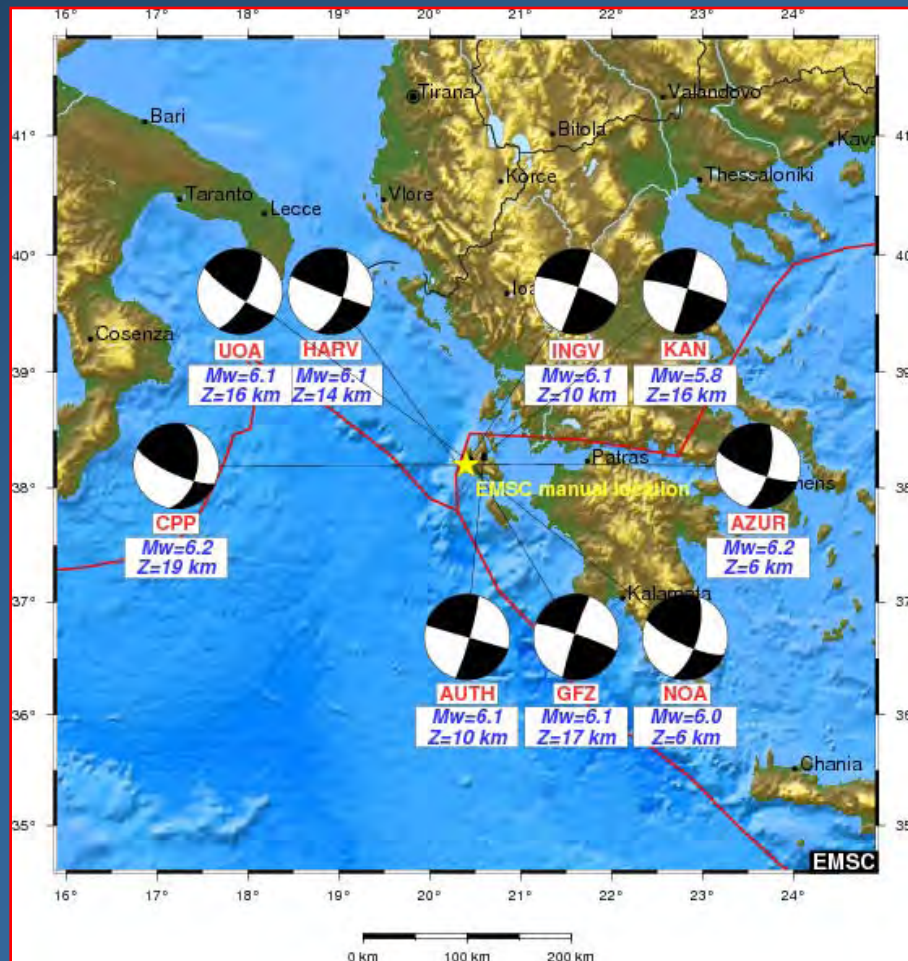 16° 17° 18° 19° 20° 21° 22° 23° 24°
Tirana
Valandovo
Bari
Bitola
41° 41°
Kava
Korce
Thessaloniki
Taranto
Vlore
Lecce
40° 40°
Ioa
Cosenza
UOA HARV INGV KAN
Mw=6.1 Mw=6.1 Mw=6.1 Mw=5.8
Z=16 km Z=14 km Z=10 km Z=16 km
39° 39°
Patras
EMSC manual
38° 38°
hens
CPP AZUR
Mw=6.2 Mw=6.2
Z=19 km Z=6 km
37° 37°
Kalamata
AUTH GFZ NOA
Mw=6.1 Mw=6.1 Mw=6.0
Z=10 km Z=17 km Z=6 km
36° 36°
Chania
35° 35°
EMSC
16° 17° 18° 19° 20° 21° 22° 23° 24°
0 km 100 km 200 km